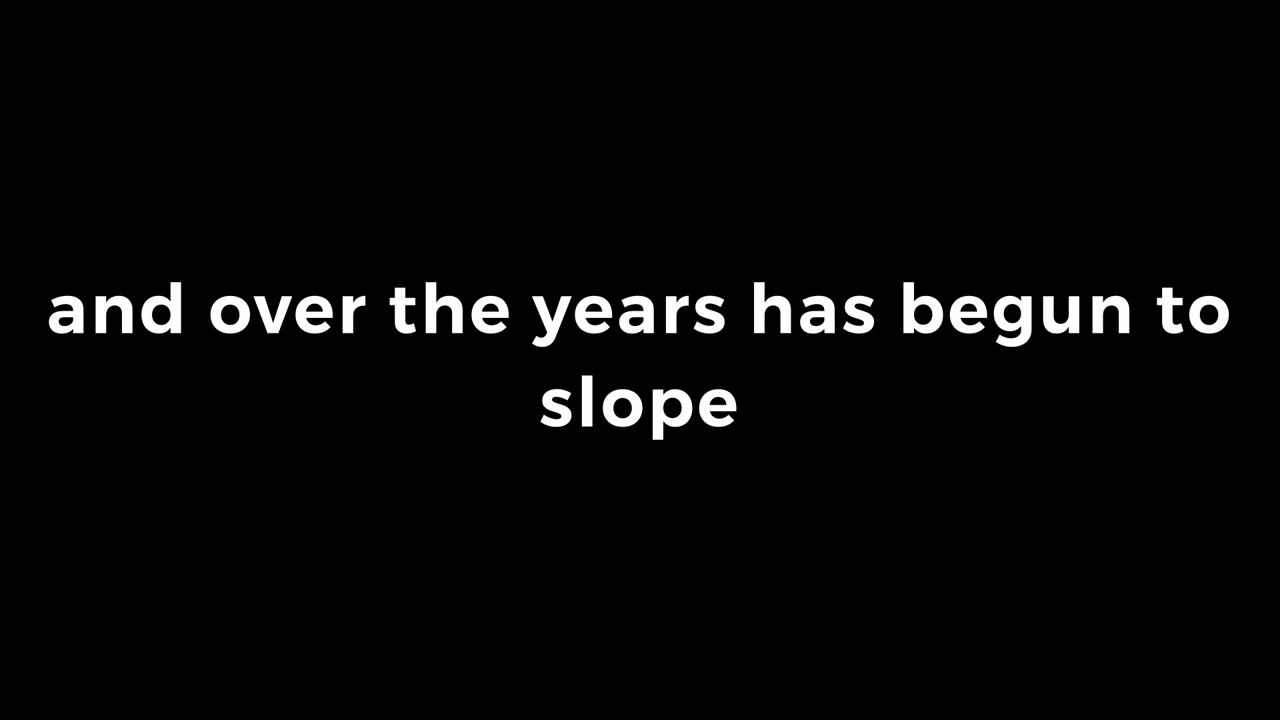 and over the years has begun to
slope